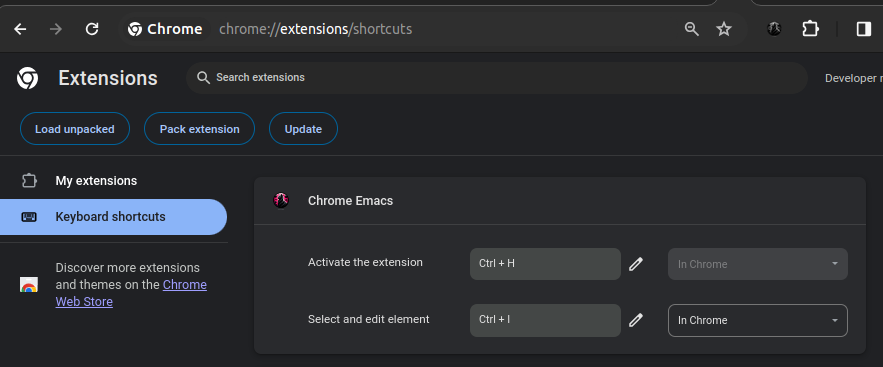 Chrome chrome://extensions/shortcuts
Extensions Search extensions Developer
Load unpacked Pack extension Update
My extensions
Keyboard shortcuts
Discover more extensions
and themes on the Chrome
Web Store
Chrome Emacs
Activate the extension Ctrl + H In Chrome
Select and edit element Ctrl + I In Chrome